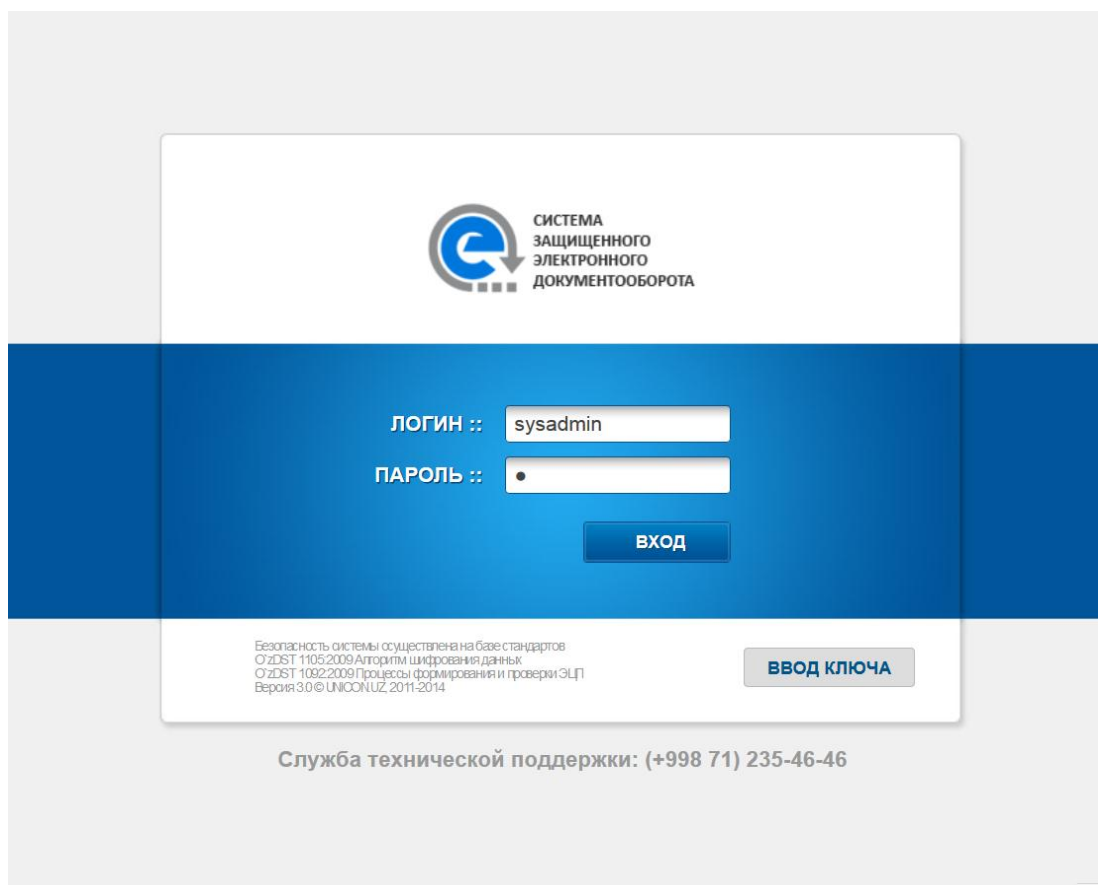 СИСТЕМА
ЗАЩИЩЕННОГО
ЭЛЕКТРОННОГО
ДОКУМЕНТООБОРОТА
ЛОГИН :: sysadmin
ПАРОЛЬ :: ●
ВХОД
Безопасность системы осуществлена на базе стандартов
O'zDST 1105:2009 Алгоритм шифрования данных
O'zDST 1092:2009 Процессы формирования и проверки ЭЦП
Версия 3.0 © UNICON.UZ, 2011-2014
ВВОД КЛЮЧА
Служба технической поддержки: (+998 71) 235-46-46